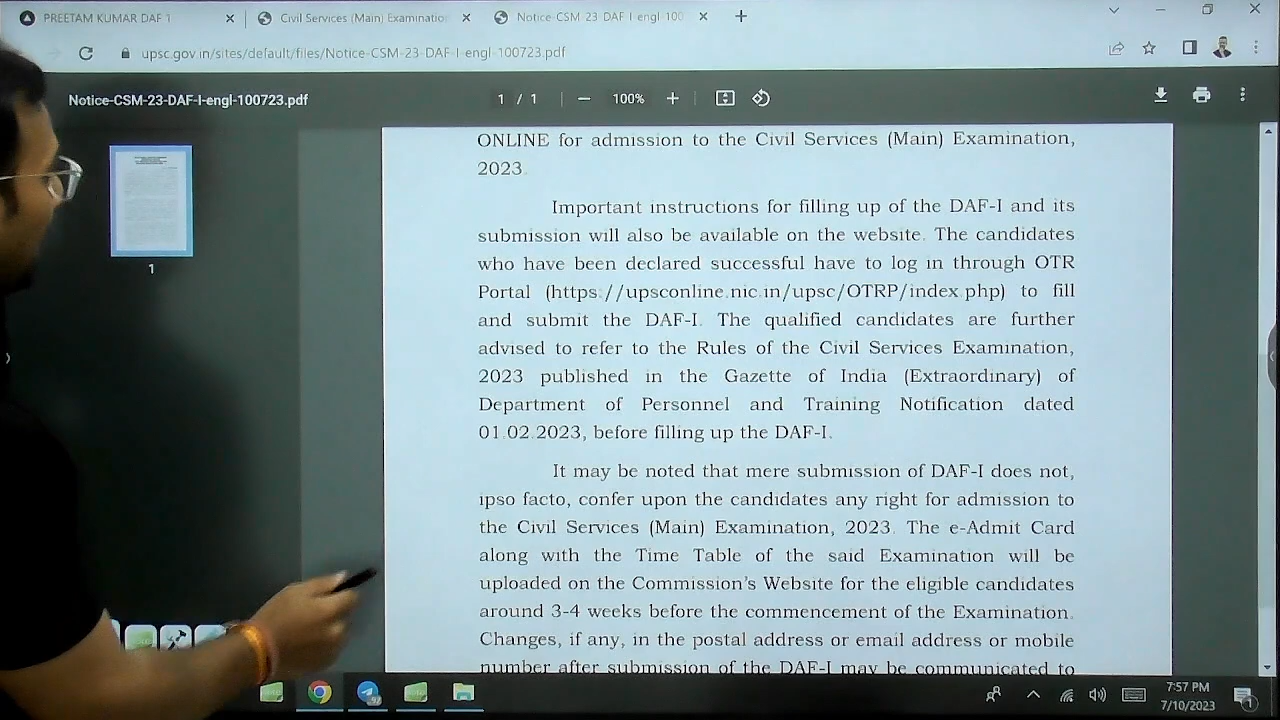 PREETAM KUMAR DAF 1
Civil Services (Main) Examinatio
Notice-CSM-23-DAF-I-engl-100
upsc.gov.in/sites/default/files/Notice-CSM-23-DAF-I-engl-100723.pdf
Notice-CSM-23-DAF-I-engl-100723.pdf
1 / 1
100%
1
ONLINE for admission to the Civil Services (Main) Examination,
2023.
Important instructions for filling up of the DAF-I and its
submission will also be available on the website. The candidates
who have been declared successful have to log in through OTR
Portal (https://upsconline.nic.in/upsc/OTRP/index.php) to fill
and submit the DAF-I. The qualified candidates are further
advised to refer to the Rules of the Civil Services Examination,
2023 published in the Gazette of India (Extraordinary) of
Department of Personnel and Training Notification dated
01.02.2023, before filling up the DAF-I.
It may be noted that mere submission of DAF-I does not,
ipso facto, confer upon the candidates any right for admission to
the Civil Services (Main) Examination, 2023. The e-Admit Card
along with the Time Table of the said Examination will be
uploaded on the Commission's Website for the eligible candidates
around 3-4 weeks before the commencement of the Examination.
Changes, if any, in the postal address or email address or mobile
number after submission of the DAF-I may be communicated to
7:57 PM
7/10/2023